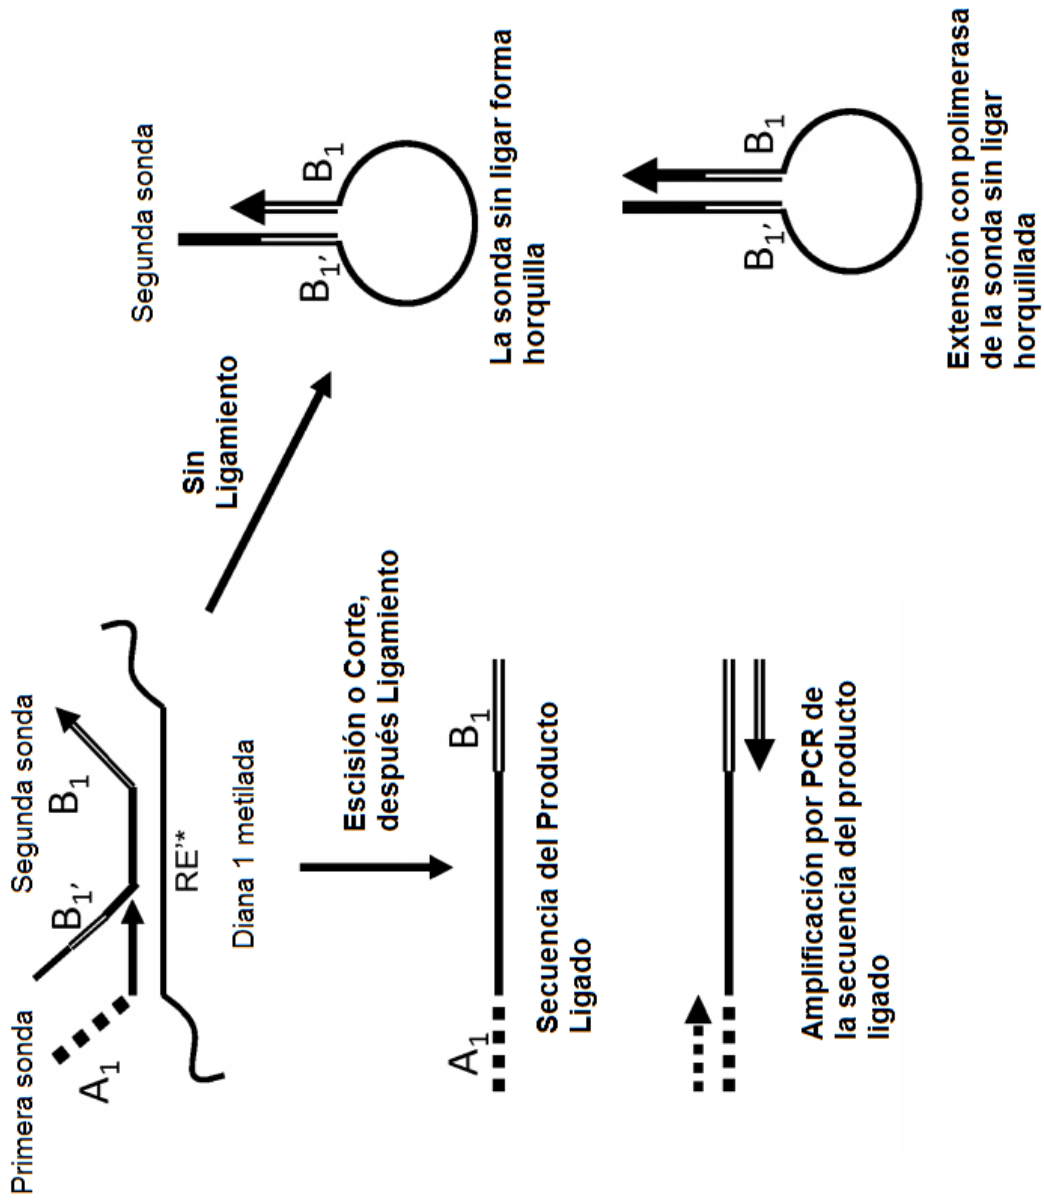 Primera sonda
Segunda sonda
A₁
B₁'
B₁
RE'*
Diana 1 metilada
Sin
Ligamiento
Segunda sonda
B₁'
B₁
La sonda sin ligar forma
horquilla
Escisión o Corte,
después Ligamiento
A₁
B₁
Secuencia del Producto
Ligado
Amplificación por PCR de
la secuencia del producto
ligado
B₁'
B₁
Extensión con polimerasa
de la sonda sin ligar
horquillada